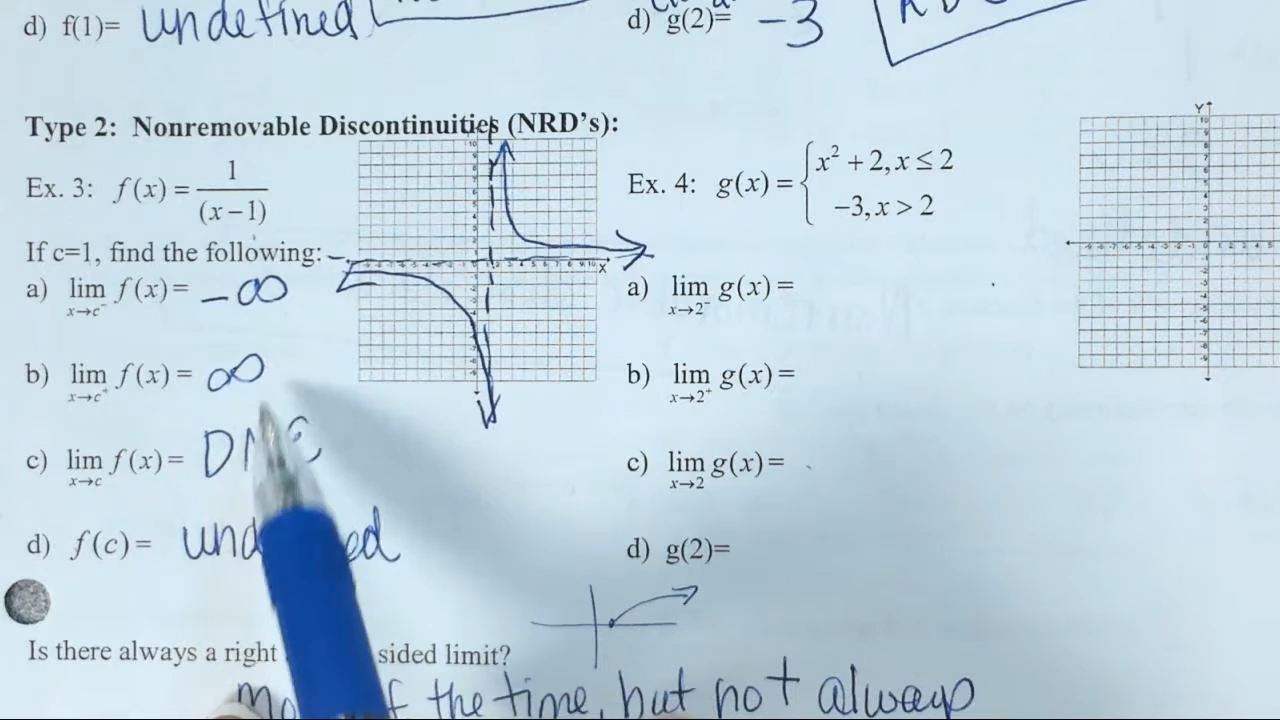 d) f(1)= undefined
d) g(2)= -3
Type 2: Nonremovable Discontinuities (NRD's):
Ex. 3: f(x) = 1/(x−1)
If c=1, find the following:
a) lim x→c⁻ f(x) = -∞
b) lim x→c⁺ f(x) = ∞
c) lim x→c f(x) = DNE
d) f(c) = undefined
Ex. 4: g(x) = { x² + 2, x ≤ 2
−3, x > 2
a) lim x→2⁻ g(x) =
b) lim x→2⁺ g(x) =
c) lim x→2 g(x) =
d) g(2)=
Is there always a right sided limit?
the time, but not always